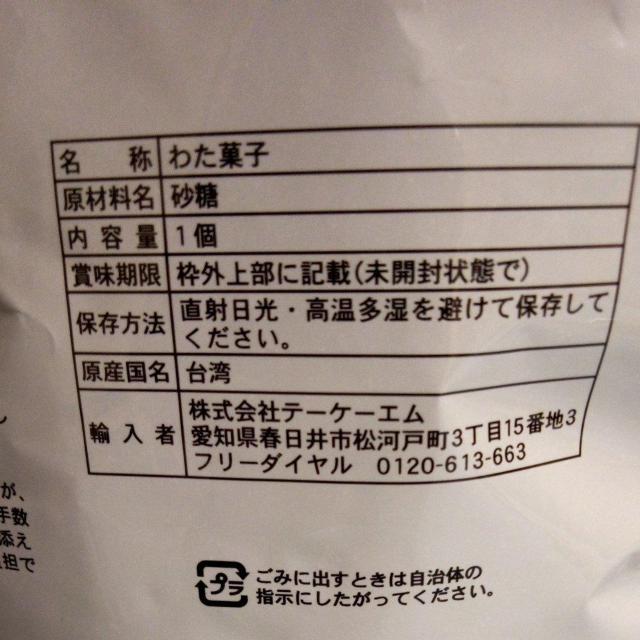 名称 わた菓子
原材料名 砂糖
内容量 1個
賞味期限 枠外上部に記載(未開封状態で)
保存方法 直射日光・高温多湿を避けて保存して
ください。
原産国名 台湾
輸入者 株式会社テーケーエム
愛知県春日井市松河戸町3丁目15番地3
フリーダイヤル 0120-613-663
が、
手数
添え
担で
プラ
ごみに出すときは自治体の
指示にしたがってください。